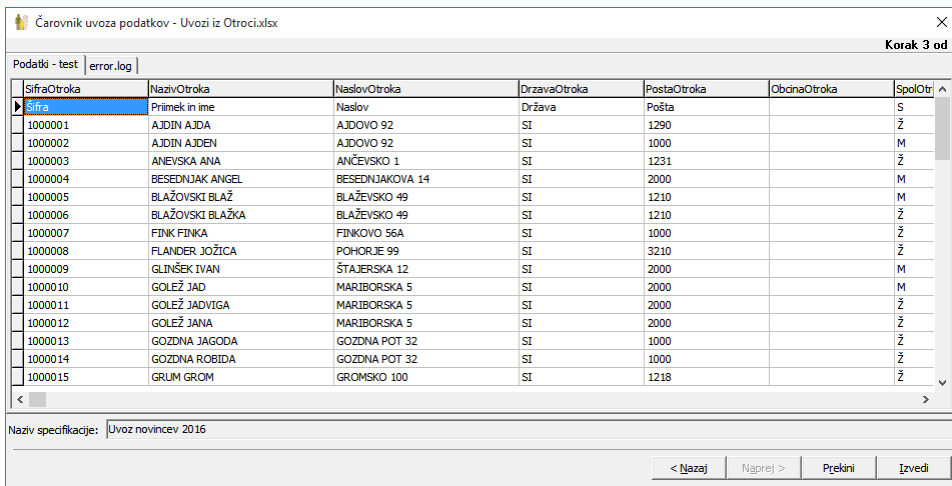 Čarovnik uvoza podatkov - Uvozi iz Otroci.xlsx
Korak 3 od
Podatki - test error.log
SifraOtroka NazivOtroka NaslovOtroka DrzavaOtroka PostaOtroka ObcinaOtroka SpolOtr
Šifra Priimek in ime Naslov Država Pošta S
1000001 AJDIN AJDA AJDOVO 92 SI 1290 Ž
1000002 AJDIN AJDEN AJDOVO 92 SI 1000 M
1000003 ANEVSKA ANA ANČEVSKO 1 SI 1231 Ž
1000004 BESEDNJAK ANGEL BESEDNJAKOVA 14 SI 2000 M
1000005 BLAŽOVSKI BLAŽ BLAŽEVSKO 49 SI 1210 M
1000006 BLAŽOVSKI BLAŽKA BLAŽEVSKO 49 SI 1210 Ž
1000007 FINK FINKA FINKOVO 56A SI 1000 Ž
1000008 FLANDER JOŽICA POHORJE 99 SI 3210 Ž
1000009 GLINŠEK IVAN ŠTAJERSKA 12 SI 2000 M
1000010 GOLEŽ JAD MARIBORSKA 5 SI 2000 M
1000011 GOLEŽ JADVIGA MARIBORSKA 5 SI 2000 Ž
1000012 GOLEŽ JANA MARIBORSKA 5 SI 2000 Ž
1000013 GOZDNA JAGODA GOZDNA POT 32 SI 1000 Ž
1000014 GOZDNA ROBIDA GOZDNA POT 32 SI 1000 Ž
1000015 GRUM GROM GROMSKO 100 SI 1218 Ž
Naziv specifikacije: Uvoz novincev 2016
< Nazaj Naprej > Prekini Izvedi